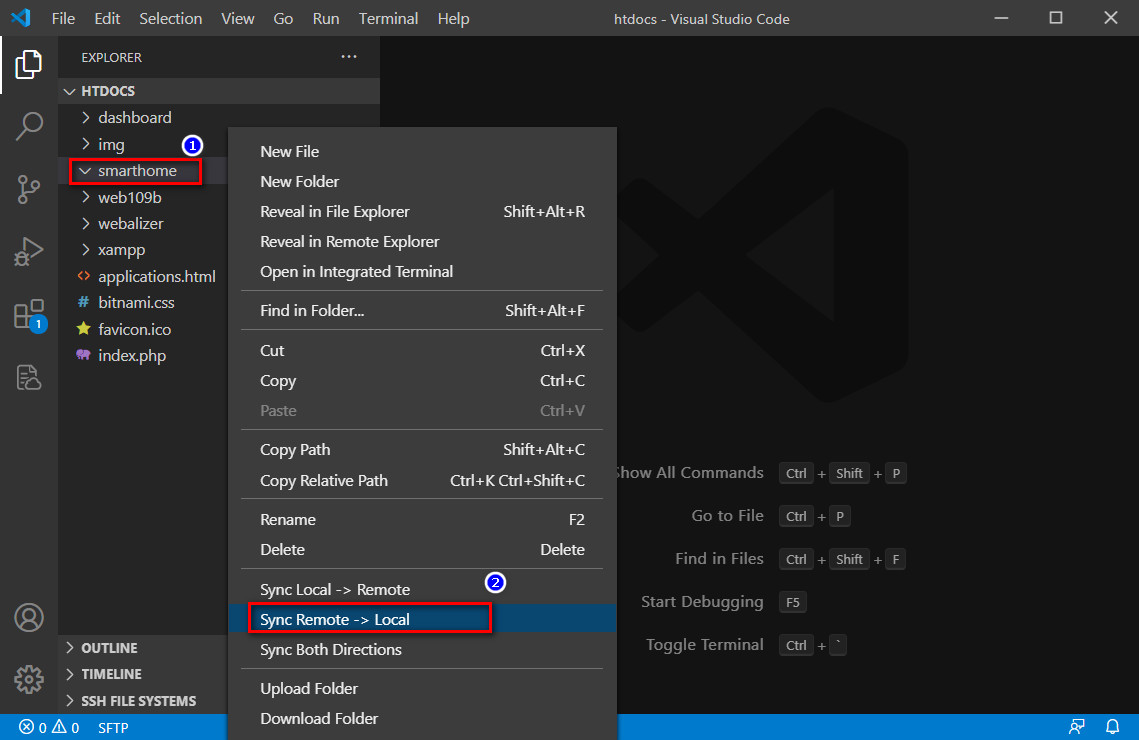 File Edit Selection View Go Run Terminal Help htdocs - Visual Studio Code
EXPLORER ···
HTDOCS
dashboard
img
1
smarthome
web109b
webalizer
xampp
<> applications.html
# bitnami.css
favicon.ico
index.php
1
New File
New Folder
Reveal in File Explorer Shift+Alt+R
Reveal in Remote Explorer
Open in Integrated Terminal
Find in Folder... Shift+Alt+F
Cut Ctrl+X
Copy Ctrl+C
Paste Ctrl+V
Copy Path Shift+Alt+C
Copy Relative Path Ctrl+K Ctrl+Shift+C
Rename F2
Delete Delete
Sync Local -> Remote
2
Sync Remote -> Local
Sync Both Directions
Upload Folder
Download Folder
Show All Commands Ctrl + Shift + P
Go to File Ctrl + P
Find in Files Ctrl + Shift + F
Start Debugging F5
Toggle Terminal Ctrl + `
OUTLINE
TIMELINE
SSH FILE SYSTEMS
0 0 SFTP